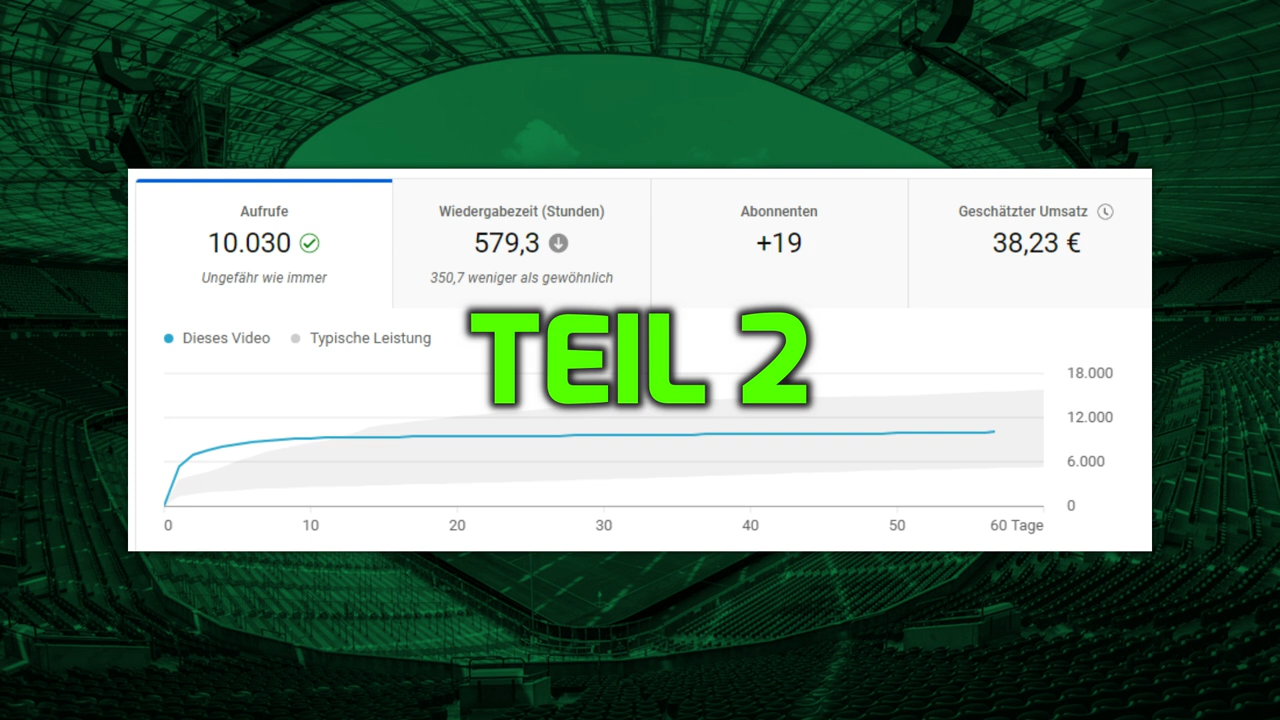 Aufrufe
10.030
Ungefähr wie immer
Wiedergabezeit (Stunden)
579,3
350,7 weniger als gewöhnlich
Abonnenten
+19
Geschätzter Umsatz
38,23 €
Dieses Video
Typische Leistung
TEIL 2
18.000
12.000
6.000
0
0 10 20 30 40 50 60 Tage